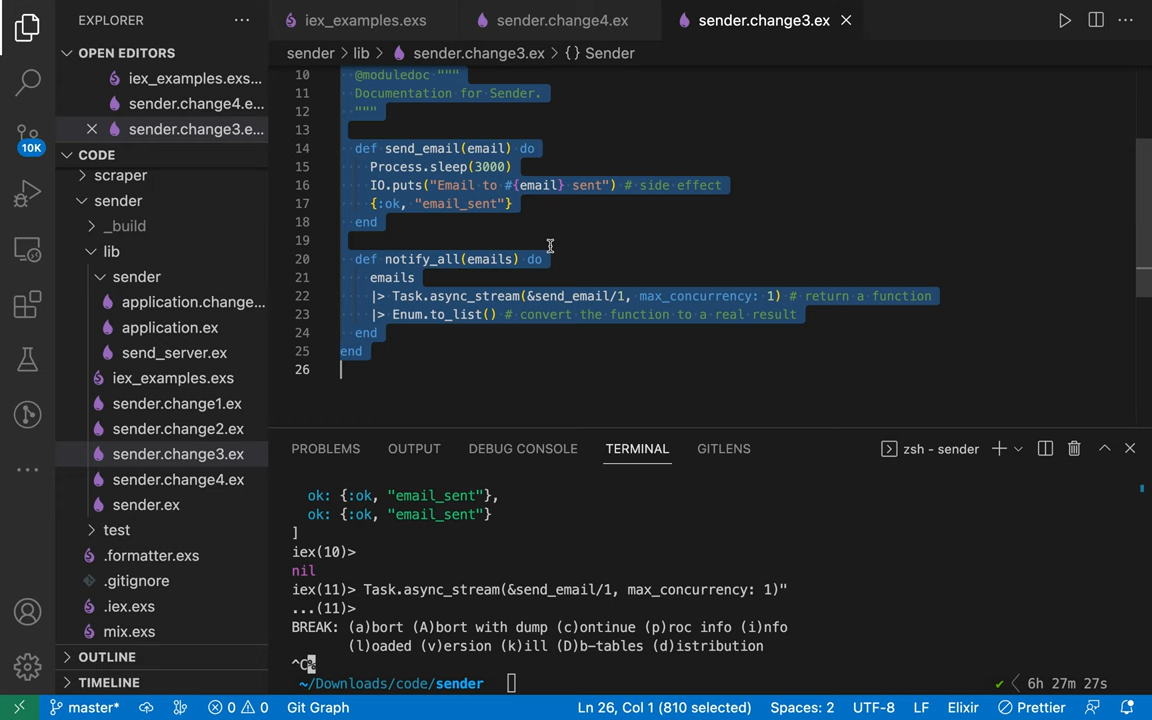 EXPLORER
iex_examples.exs
sender.change4.ex
sender.change3.ex
OPEN EDITORS
iex_examples.exs...
sender.change4.e...
sender.change3.e...
10K
CODE
scraper
sender
_build
lib
sender
application.change...
application.ex
send_server.ex
iex_examples.exs
sender.change1.ex
sender.change2.ex
sender.change3.ex
sender.change4.ex
sender.ex
test
.formatter.exs
.gitignore
.iex.exs
mix.exs
OUTLINE
TIMELINE
sender > lib > sender.change3.ex > {} Sender
10 @moduledoc """
11 Documentation for Sender.
12 """
13
14 def send_email(email) do
15 Process.sleep(3000)
16 IO.puts("Email to #{email} sent") # side effect
17 {:ok, "email_sent"}
18 end
19
20 def notify_all(emails) do
21 emails
22 |> Task.async_stream(&send_email/1, max_concurrency: 1) # return a function
23 |> Enum.to_list() # convert the function to a real result
24 end
25 end
26
PROBLEMS OUTPUT DEBUG CONSOLE TERMINAL GITLENS
zsh - sender
ok: {:ok, "email_sent"},
ok: {:ok, "email_sent"}
]
iex(10)>
nil
iex(11)> Task.async_stream(&send_email/1, max_concurrency: 1)"
...(11)>
BREAK: (a)bort (A)bort with dump (c)ontinue (p)roc info (i)nfo
(l)oaded (v)ersion (k)ill (D)b-tables (d)istribution
^C%
~/Downloads/code/sender
6h 27m 27s
master* 0 0 Git Graph Ln 26, Col 1 (810 selected) Spaces: 2 UTF-8 LF Elixir Prettier